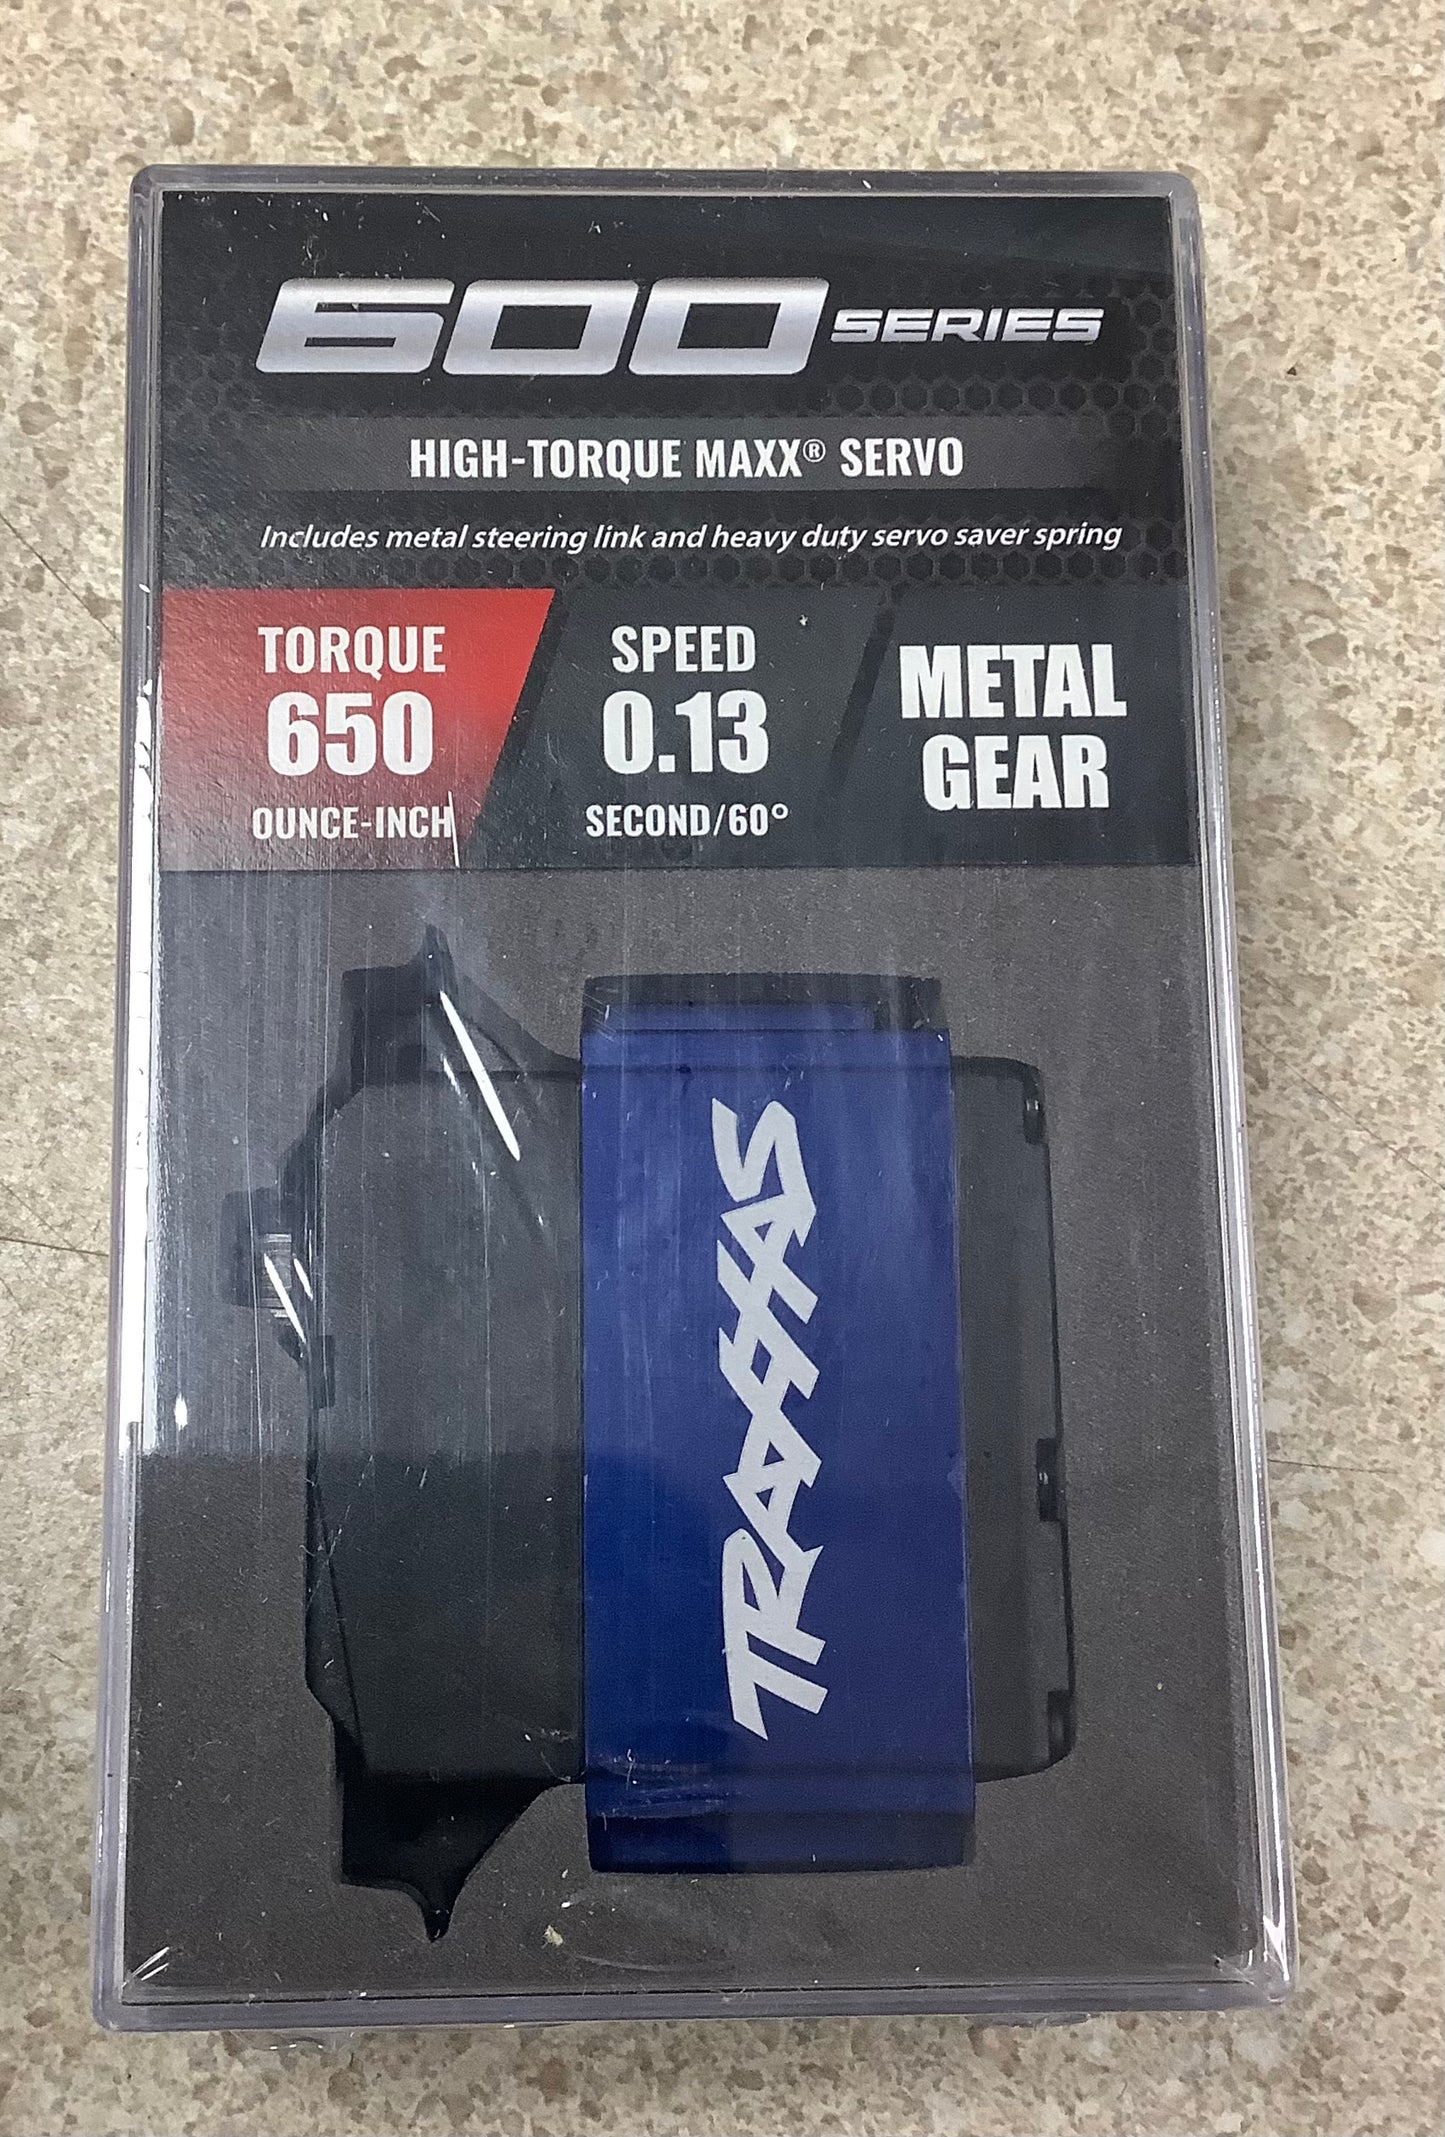 600 SERIES
HIGH-TORQUE MAXX® SERVO
Includes metal steering link and heavy duty servo saver spring
TORQUE
650
OUNCE-INCH
SPEED
0.13
SECOND/60°
METAL
GEAR
TRAXXAS